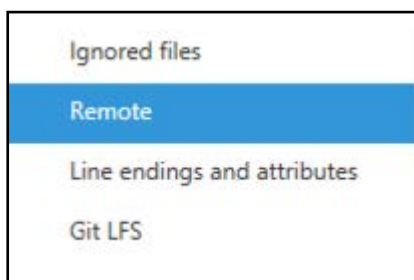 Ignored files
Remote
Line endings and attributes
Git LFS